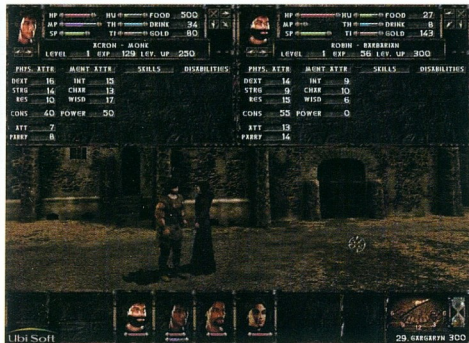 HP HU FOOD 500
MP TH DRINK 34
SP TI GOLD 80
XCRON - MONK
LEVEL 1 EXP 129 LEV. UP 250
PHYS. ATTR MENT ATTR SKILLS DISABILITIES
DEXT 16 INT 15
STRG 14 CHAR 13
RES 10 WISD 17
CONS 40 POWER 50
ATT 7
PARRY 8
HP HU FOOD 27
MP TH DRINK 8
SP TI GOLD 143
ROBIN - BARBARIAN
LEVEL 1 EXP 56 LEV. UP 300
PHYS. ATTR MENT ATTR SKILLS DISABILITIES
DEXT 14 INT 9
STRG 9 CHAR 10
RES 15 WISD 6
CONS 55 POWER 0
ATT 13
PARRY 14
Ubi Soft
29. GARGARYN 300